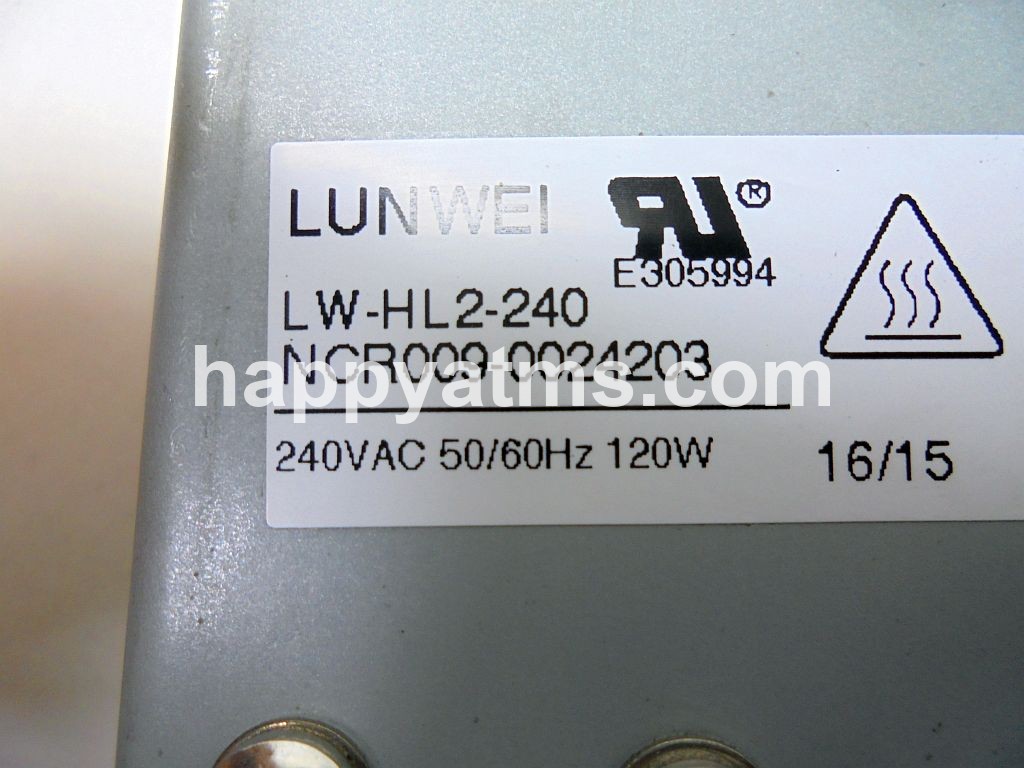 LUNWEI
®
E305994
LW-HL2-240
NCR009-0024203
happyatms.com
240VAC 50/60Hz 120W
16/15